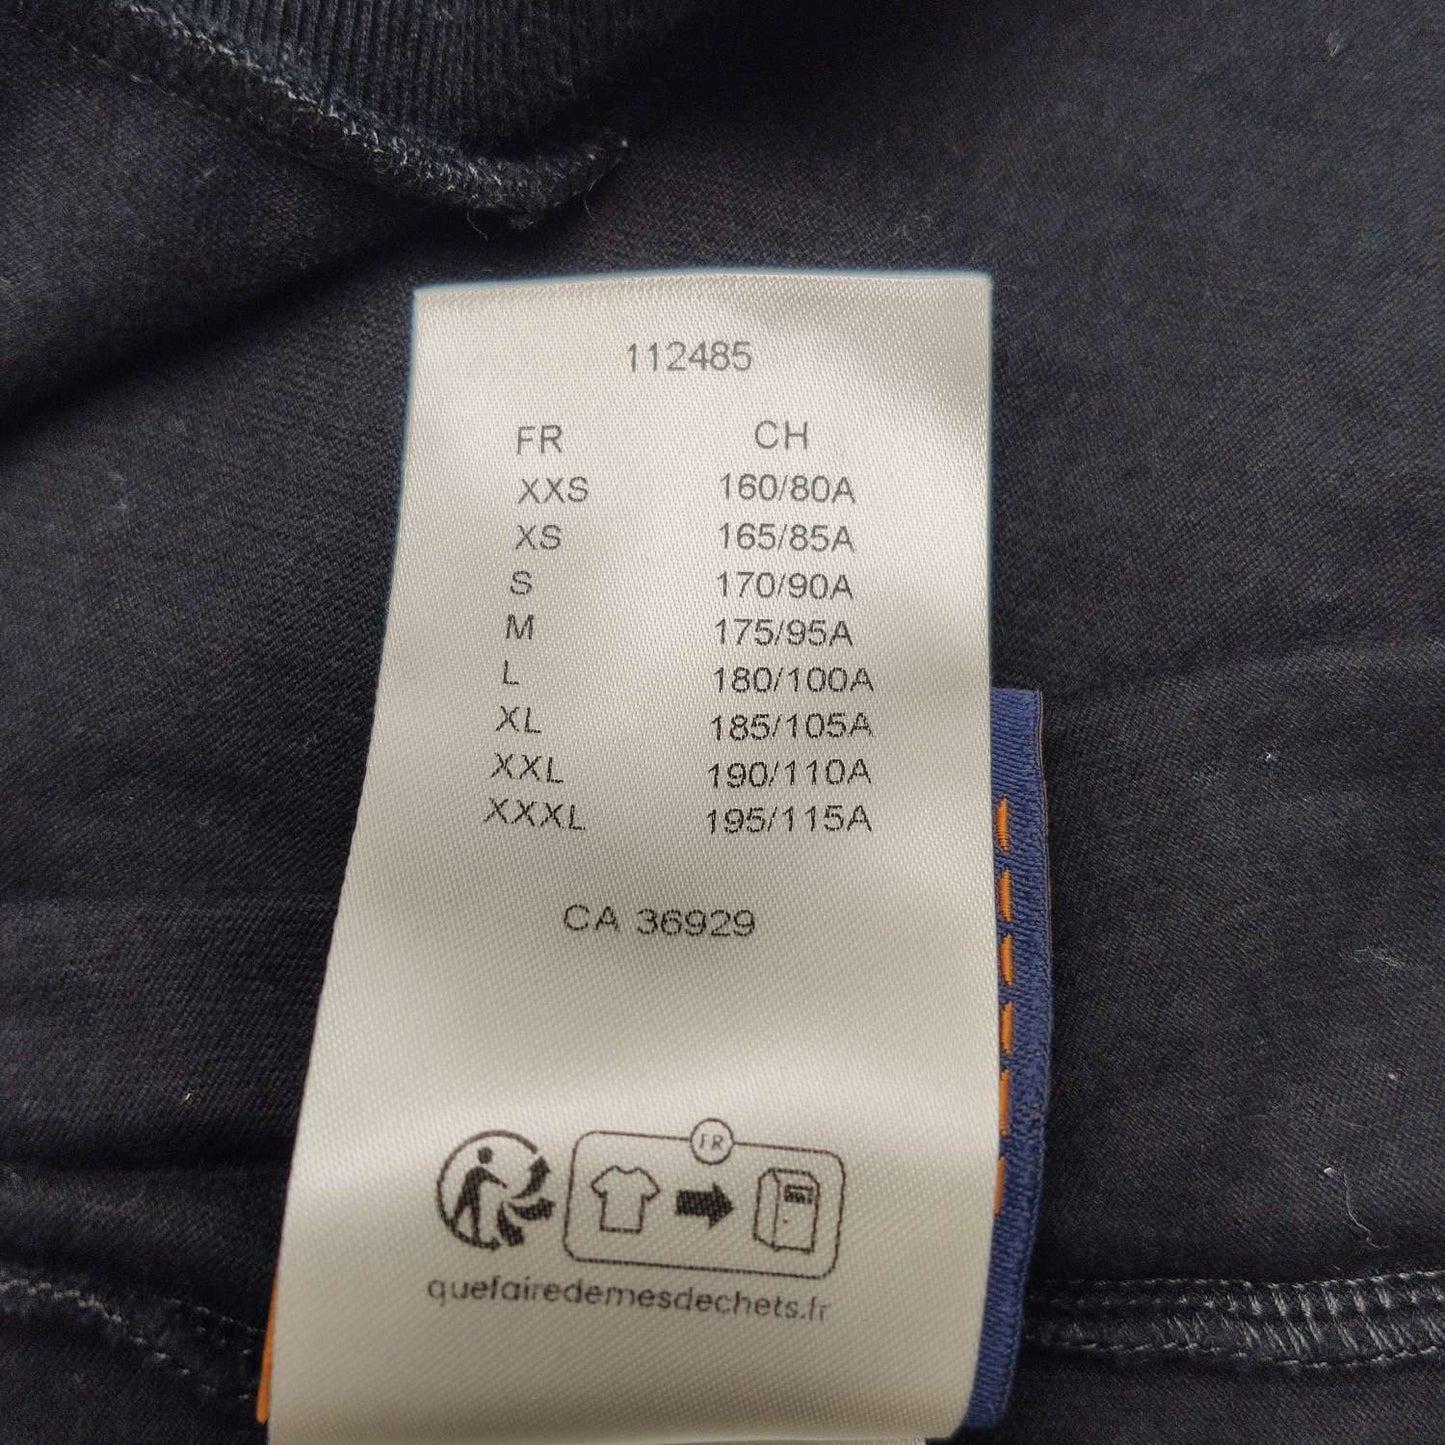 112485
FR CH
XXS 160/80A
XS 165/85A
S 170/90A
M 175/95A
L 180/100A
XL 185/105A
XXL 190/110A
XXXL 195/115A
CA 36929
FR
quefairedemesdechets.fr